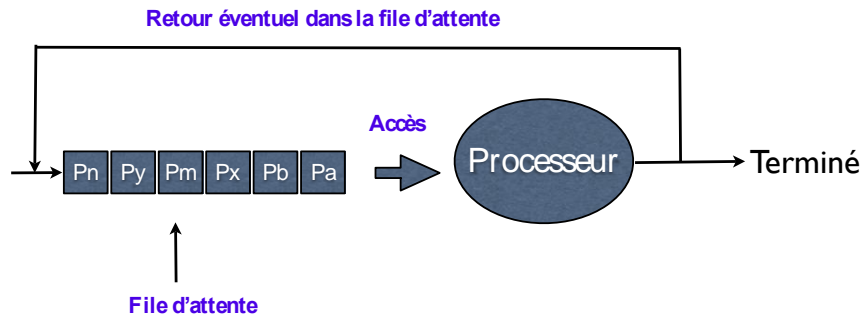 Retour éventuel dans la file d'attente
Accès
Pn Py Pm Px Pb Pa
Processeur
Terminé
File d'attente